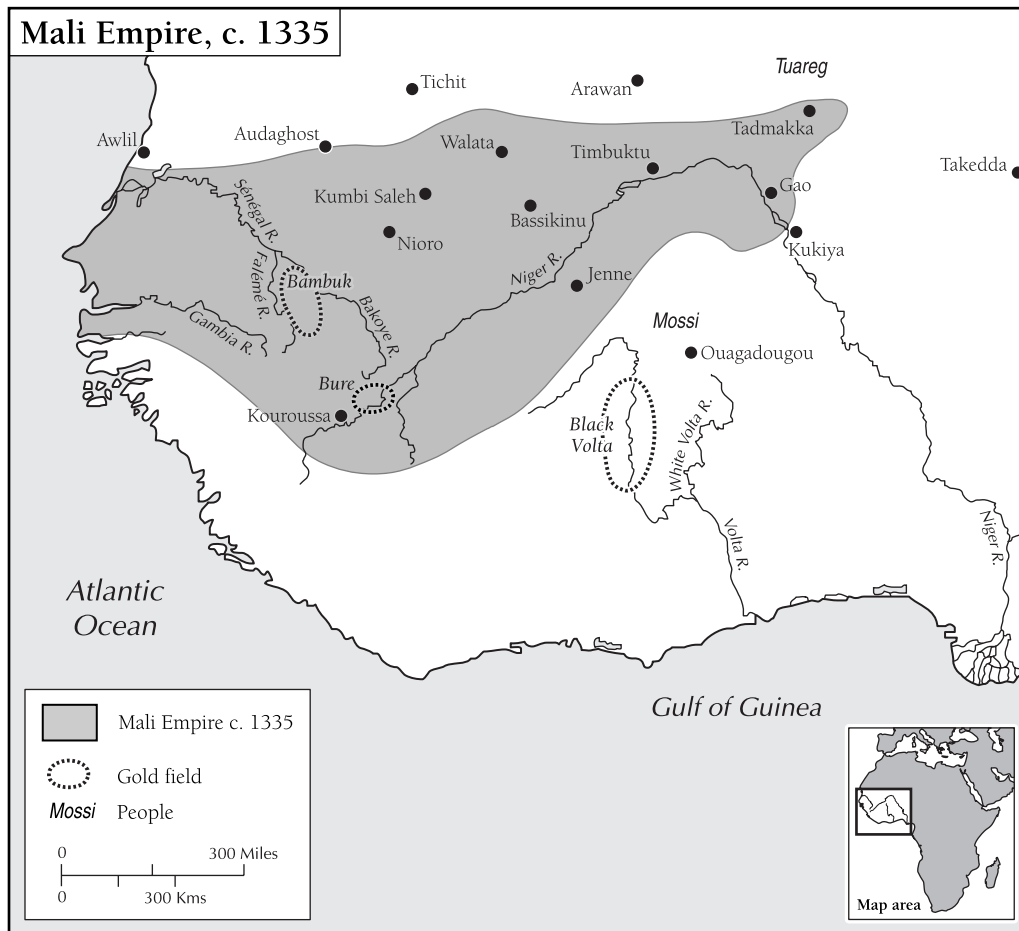 Mali Empire, c. 1335
Tuareg
Tichit
Arawan
Tadmakka
Awlil
Audaghost
Walata
Timbuktu
Takedda
Sénégal R.
Kumbi Saleh
Gao
Bassikinu
Nioro
Kukiya
Falémé R.
Bambuk
Niger R.
Jenne
Gambia R.
Bakoye R.
Mossi
Ouagadougou
Bure
Kouroussa
Black
Volta
White Volta R.
Volta R.
Niger R.
Atlantic
Ocean
Gulf of Guinea
Mali Empire c. 1335
Gold field
Mossi People
0 300 Miles
0 300 Kms
Map area